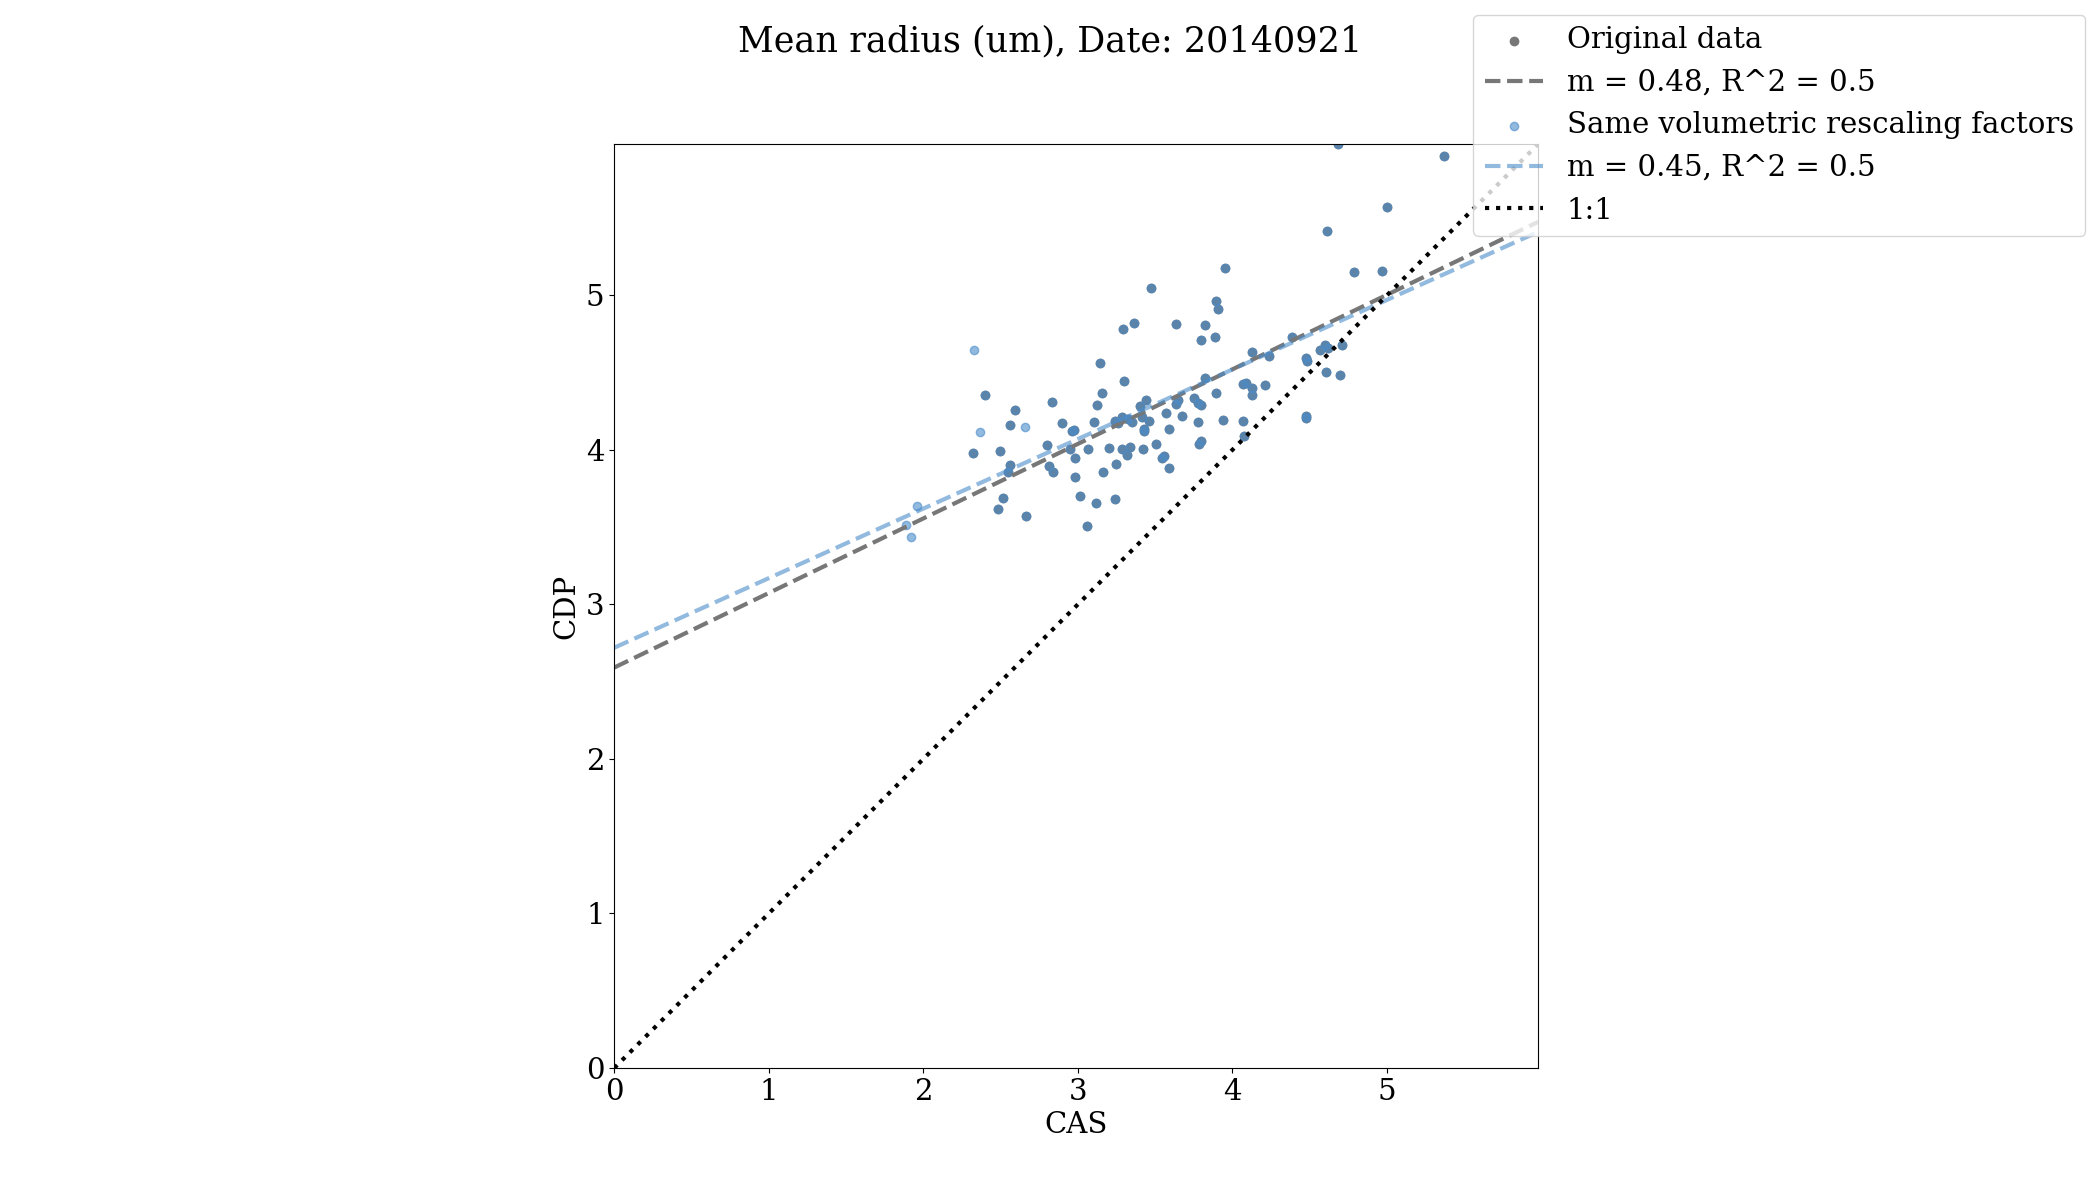 Mean radius (um), Date: 20140921
Original data
m = 0.48, R^2 = 0.5
Same volumetric rescaling factors
m = 0.45, R^2 = 0.5
1:1
5
4
3
2
1
0
CDP
0 1 2 3 4 5
CAS